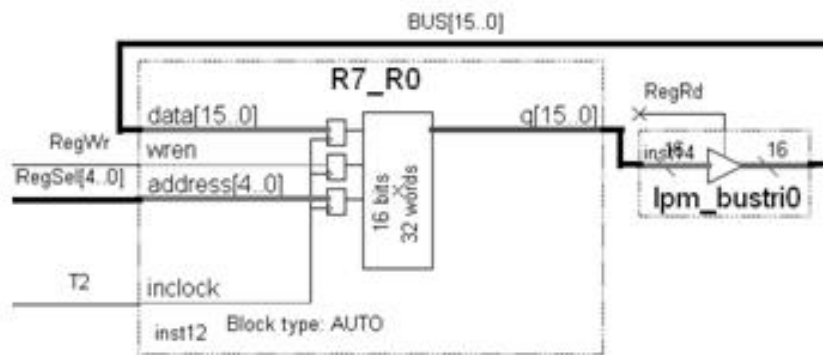 BUS[15..0]
R7_R0
RegRd
data[15..0]
q[15..0]
RegWr
wren
inst14
16
RegSel[4..0]
address[4..0]
lpm_bustri0
16 bits
32 words
T2
inclock
inst12
Block type: AUTO